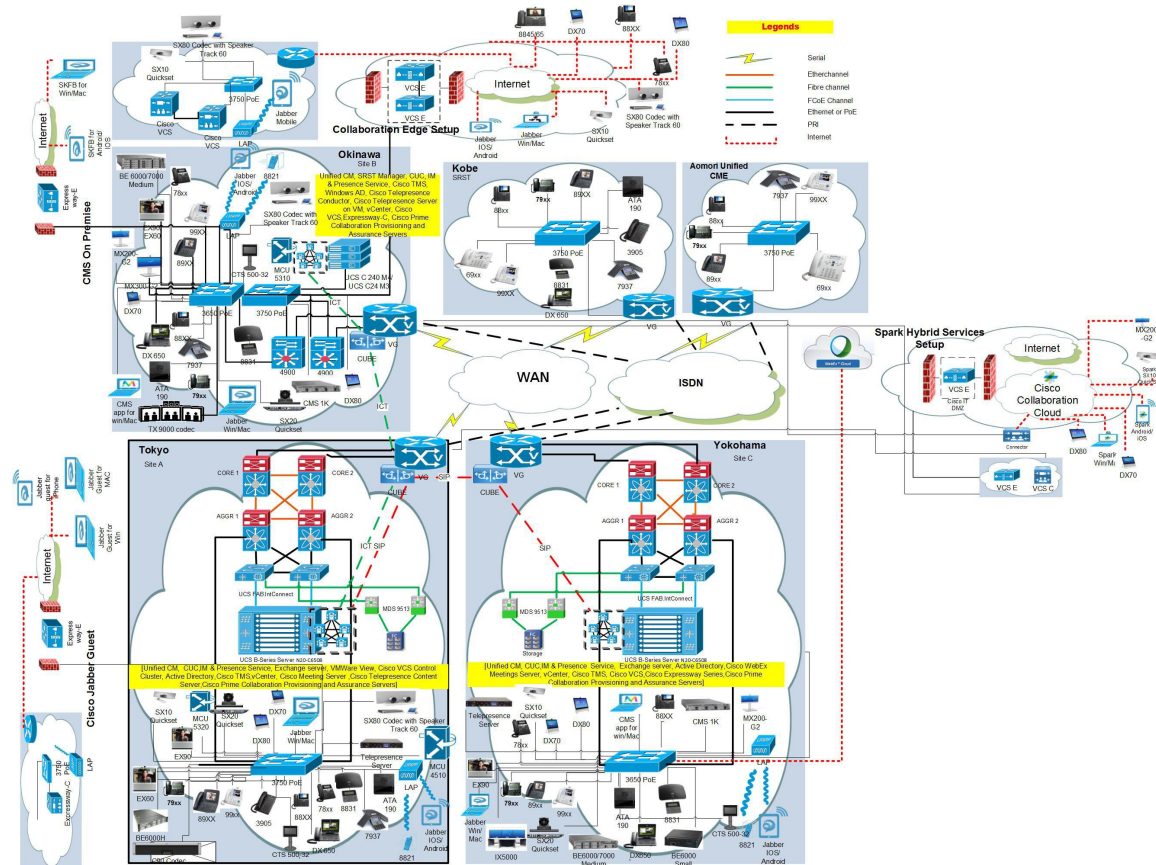 Legends
Serial
Etherchannel
Fibre channel
FCoE Channel
Ethernet or PoE
PRI
Internet
SX80 Codec with Speaker
Track 60
SX10
Quickset
3750 PoE
Cisco
VCS
Cisco
VCS
LAP
Jabber
Mobile
SKFB for
Win/Mac
Internet
SKFB for
Android/
IOS
Express
way-E
CMS On Premise
8845/65
DX70
88XX
DX80
78xx
VCS E
VCS E
Internet
Jabber
IOS/
Android
Jabber
Win/Mac
SX80 Codec with
Speaker Track 60
SX10
Quickset
Collaboration Edge Setup
Okinawa
Site B
BE 6000/7000
Medium
78xx
Jabber
IOS/Android
8821
Unified CM, SRST Manager, CUC, IM
& Presence Service, Cisco TMS,
Windows AD, Cisco Telepresence
Conductor, Cisco Telepresence Server
on VM, vCenter, Cisco
VCS,Expressway-C, Cisco Prime
Collaboration Provisioning and
Assurance Servers
SX80 Codec with
Speaker Track 60
EX90
EX60
99XX
LAP
MX200
-G2
89XX
CTS 500-32
MCU
5310
UCS C 240 M4/
UCS C24 M3
MX300-G2
DX70
3650 PoE
3750 PoE
ICT
DX 650
88XX
7937
8831
4900
4900
VG
CUBE
ATA
190
79xx
CMS
app for
Win/Mac
TX 9000 codec
Jabber
Win/Mac
SX20
Quickset
CMS 1K
DX80
ICT
Kobe
SRST
88xx
79xx
89XX
ATA
190
3750 PoE
3905
69xx
99XX
8831
DX 650
7937
VG
Aomori Unified
CME
7937
99XX
88xx
79xx
3750 PoE
89xx
69xx
VG
WAN
ISDN
Spark Hybrid Services
Setup
Internet
VCS E
Cisco IT
DMZ
Cisco
Collaboration
Cloud
MX200
-G2
Connector
DX80
Spark
Win/M
DX70
Spark
Android/
iOS
VCS E
VCS C
Tokyo
Site A
CORE 1
CORE 2
AGGR 1
AGGR 2
VG
SIP
CUBE
ICT SIP
UCS FAB.IntConnect
MDS 9513
UCS B-Series Server N20-C6508
[Unified CM, CUC,IM & Presence Service, Exchange server, VMWare View, Cisco VCS Control
Cluster, Active Directory,Cisco TMS,vCenter, Cisco Meeting Server ,Cisco Telepresence Content
Server,Cisco Prime Collaboration Provisioning and Assurance Servers]
SX10
Quickset
MCU
5320
SX20
Quickset
DX70
DX80
Jabber
Win/Mac
SX80 Codec with Speaker
Track 60
Telepresence
Server
MCU
4510
EX90
EX60
79xx
3750 PoE
LAP
BE6000H
89XX
99xx
3905
88XX
78xx
8831
7937
ATA
190
CTS 500-32
DX 650
8821
Jabber
IOS/
Android
C90 Codec
Yokohama
Site C
VG
CUBE
SIP
CORE 1
CORE 2
AGGR 1
AGGR 2
UCS FAB.IntConnect
MDS 9513
Storage
UCS B-Series Server N20-C6508
[Unified CM, CUC,IM & Presence Service, Exchange server, Active Directory,Cisco WebEx
Meetings Server, vCenter, Cisco TMS, Cisco VCS,Cisco Expressway Series,Cisco Prime
Collaboration Provisioning and Assurance Servers]
Telepresence
Server
SX10
Quickset
78xx
DX70
DX80
CMS
app for
win/Mac
88XX
CMS 1K
MX200-
G2
EX90
79xx
3650 PoE
LAP
Jabber
Win/
Mac
89XX
99xx
ATA
190
8831
IX5000
SX20
Quickset
BE6000/7000
Medium
DX650
BE6000
Small
CTS 500-32
8821
Jabber
IOS/
Android
Jabber
guest for
iPhone
Jabber
Guest for
MAC
Jabber
Guest for
Win
Internet
Express
way-E
Cisco Jabber Guest
3750
PoE
LAP
Expressway-C